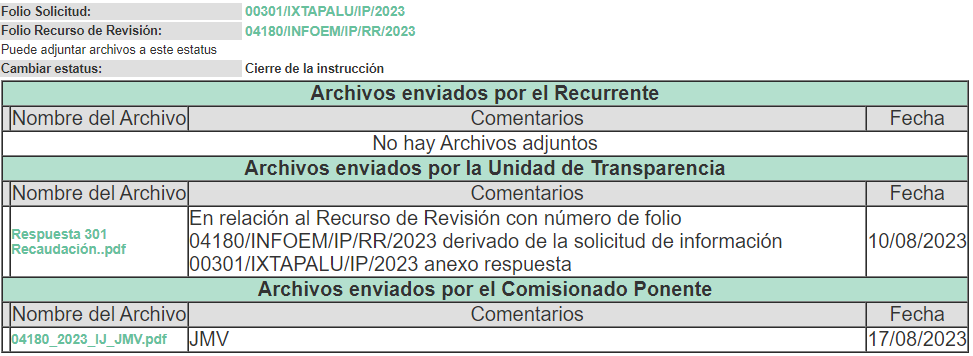 Folio Solicitud: 00301/IXTAPALU/IP/2023
Folio Recurso de Revisión: 04180/INFOEM/IP/RR/2023
Puede adjuntar archivos a este estatus
Cambiar estatus: Cierre de la instrucción
Archivos enviados por el Recurrente
Nombre del Archivo Comentarios Fecha
No hay Archivos adjuntos
Archivos enviados por la Unidad de Transparencia
Nombre del Archivo Comentarios Fecha
Respuesta 301
Recaudación..pdf
En relación al Recurso de Revisión con número de folio
04180/INFOEM/IP/RR/2023 derivado de la solicitud de información
00301/IXTAPALU/IP/2023 anexo respuesta
10/08/2023
Archivos enviados por el Comisionado Ponente
Nombre del Archivo Comentarios Fecha
04180_2023_IJ_JMV.pdf JMV 17/08/2023